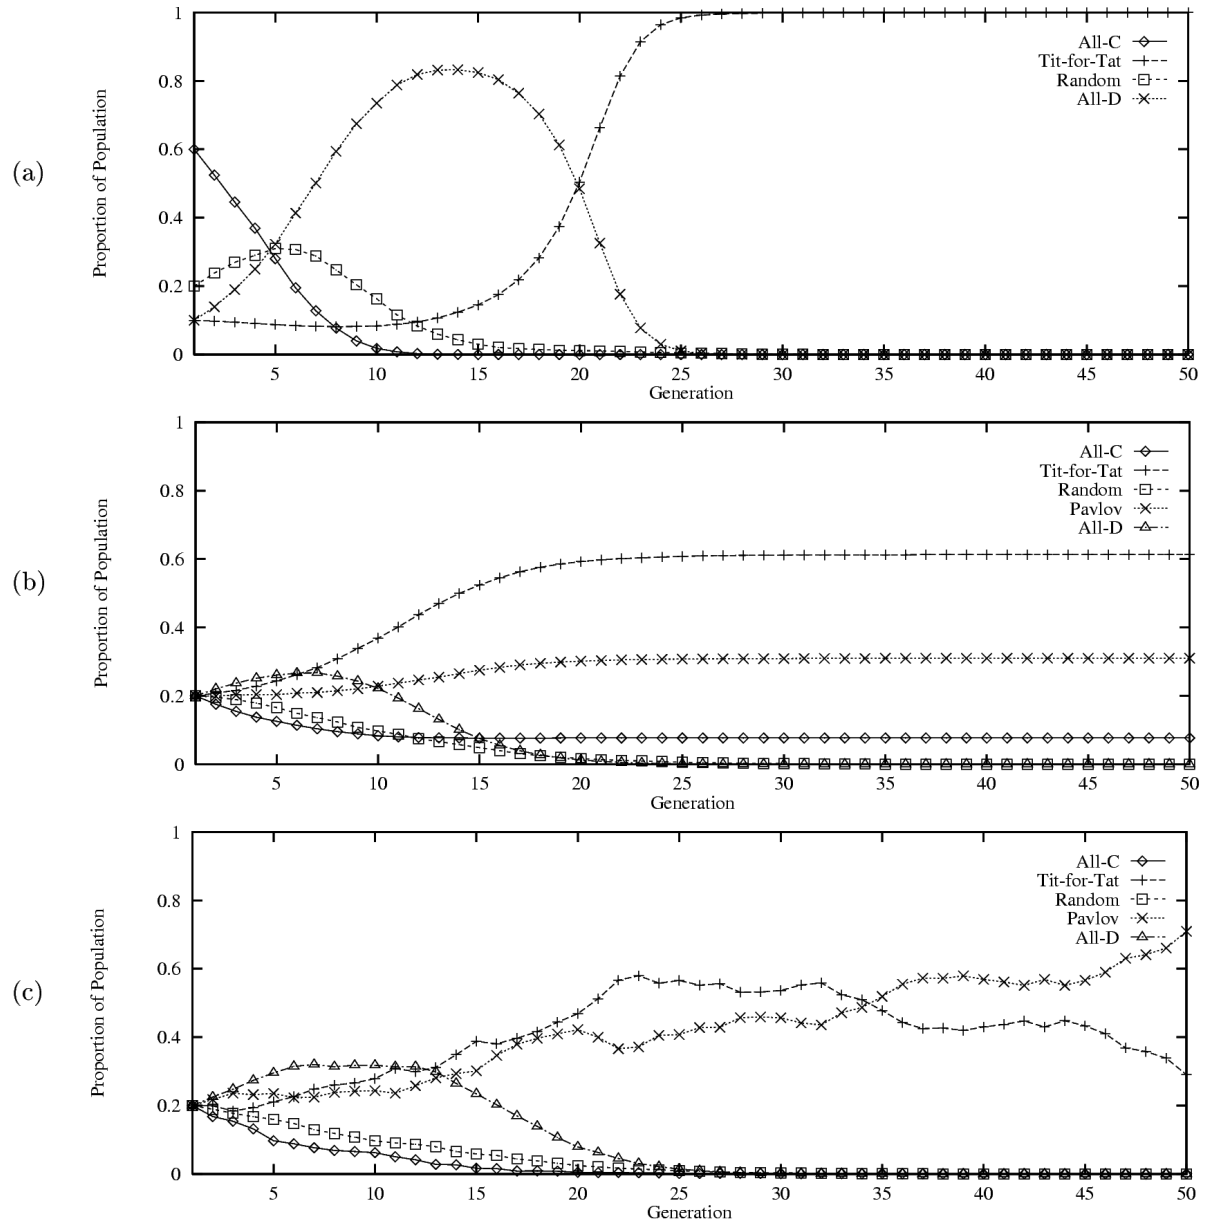 (a)
Proportion of Population
1
0.8
0.6
0.4
0.2
0
5 10 15 20 25 30 35 40 45 50
Generation
All-C
Tit-for-Tat
Random
All-D
(b)
Proportion of Population
1
0.8
0.6
0.4
0.2
0
5 10 15 20 25 30 35 40 45 50
Generation
All-C
Tit-for-Tat
Random
Pavlov
All-D
(c)
Proportion of Population
1
0.8
0.6
0.4
0.2
0
5 10 15 20 25 30 35 40 45 50
Generation
All-C
Tit-for-Tat
Random
Pavlov
All-D